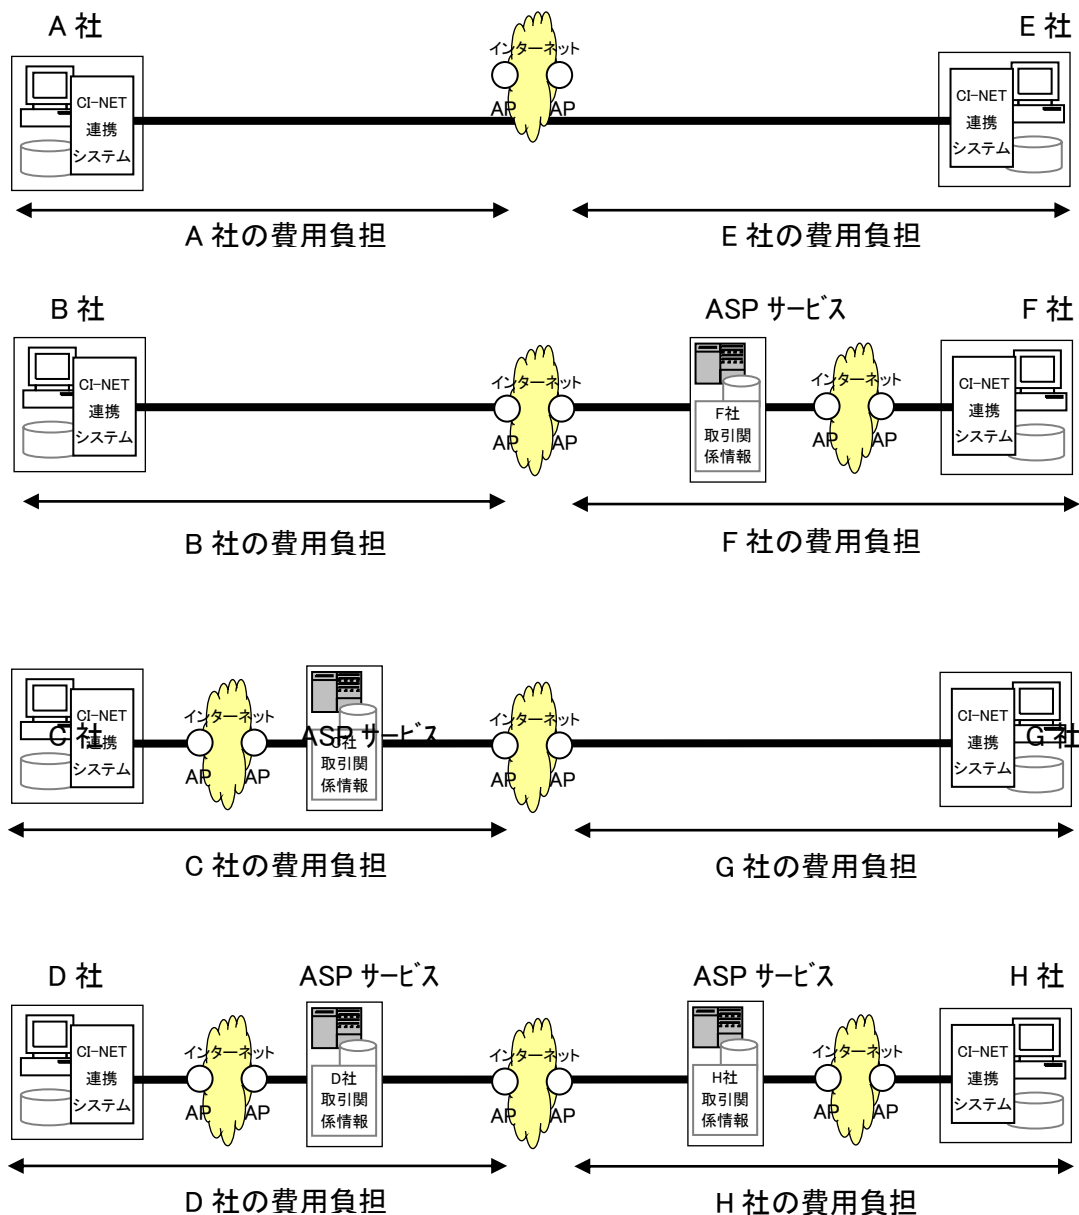 A 社
E 社
インターネット
CI-NET
連携
システム
AP
AP
CI-NET
連携
システム
A 社の費用負担
E 社の費用負担
B 社
ASP サービス
F 社
CI-NET
連携
システム
インターネット
AP
AP
F社
取引関
係情報
インターネット
AP
AP
CI-NET
連携
システム
B 社の費用負担
F 社の費用負担
C 社
ASP サービス
G 社
CI-NET
連携
システム
インターネット
AP
AP
C社
取引関
係情報
インターネット
AP
AP
CI-NET
連携
システム
C 社の費用負担
G 社の費用負担
D 社
ASP サービス
ASP サービス
H 社
CI-NET
連携
システム
インターネット
AP
AP
D社
取引関
係情報
インターネット
AP
AP
H社
取引関
係情報
インターネット
AP
AP
CI-NET
連携
システム
D 社の費用負担
H 社の費用負担